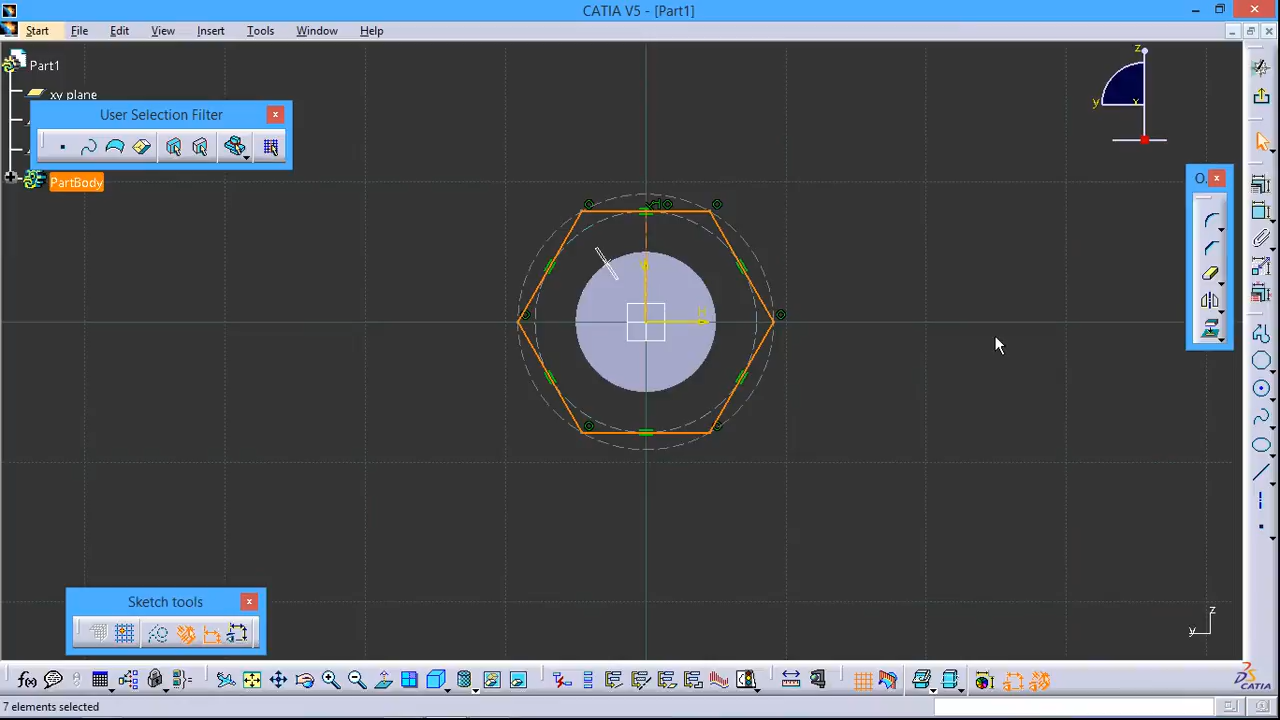 CATIA V5 - [Part1]
Start File Edit View Insert Tools Window Help
Part1
xy plane
User Selection Filter
PartBody
z
y
x
O.
Sketch tools
z
y
f(x)
7 elements selected